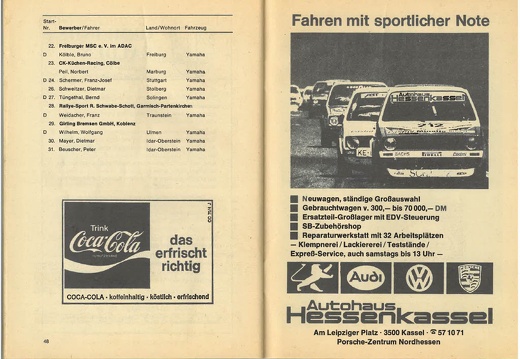 Start-
Nr. Bewerber/Fahrer Land/Wohnort Fahrzeug
22. Freiburger MSC e. V. im ADAC
D Kölble, Bruno Freiburg Yamaha
23. CK-Küchen-Racing, Cölbe
Peil, Norbert Marburg Yamaha
D 24. Schermer, Franz-Josef Stuttgart Yamaha
26. Schweitzer, Dietmar Stolberg Yamaha
D 27. Tüngethal, Bernd Solingen Yamaha
28. Rallye-Sport R. Schwabe-Schott, Garmisch-Partenkirchen
D Weidacher, Franz Traunstein Yamaha
29. Girling Bremsen GmbH, Koblenz
D Wilhelm, Wolfgang Ulmen Yamaha
30. Mayer, Dietmar Idar-Oberstein Yamaha
31. Beuscher, Peter Idar-Oberstein Yamaha
Trink
Coca-Cola
das
erfrischt
richtig
COCA-COLA · koffeinhaltig · köstlich · erfrischend
48
Fahren mit sportlicher Note
Autohaus
Hessenkassel
Neuwagen, ständige Großauswahl
Gebrauchtwagen v. 300,— bis 70 000,— DM
Ersatzteil-Großlager mit EDV-Steuerung
SB-Zubehörshop
Reparaturwerkstatt mit 32 Arbeitsplätzen
– Klempnerei / Lackiererei / Teststände /
Expreß-Service, auch samstags bis 13 Uhr –
Audi
Autohaus
Hessenkassel
Am Leipziger Platz · 3500 Kassel · ☎ 57 10 71
Porsche-Zentrum Nordhessen